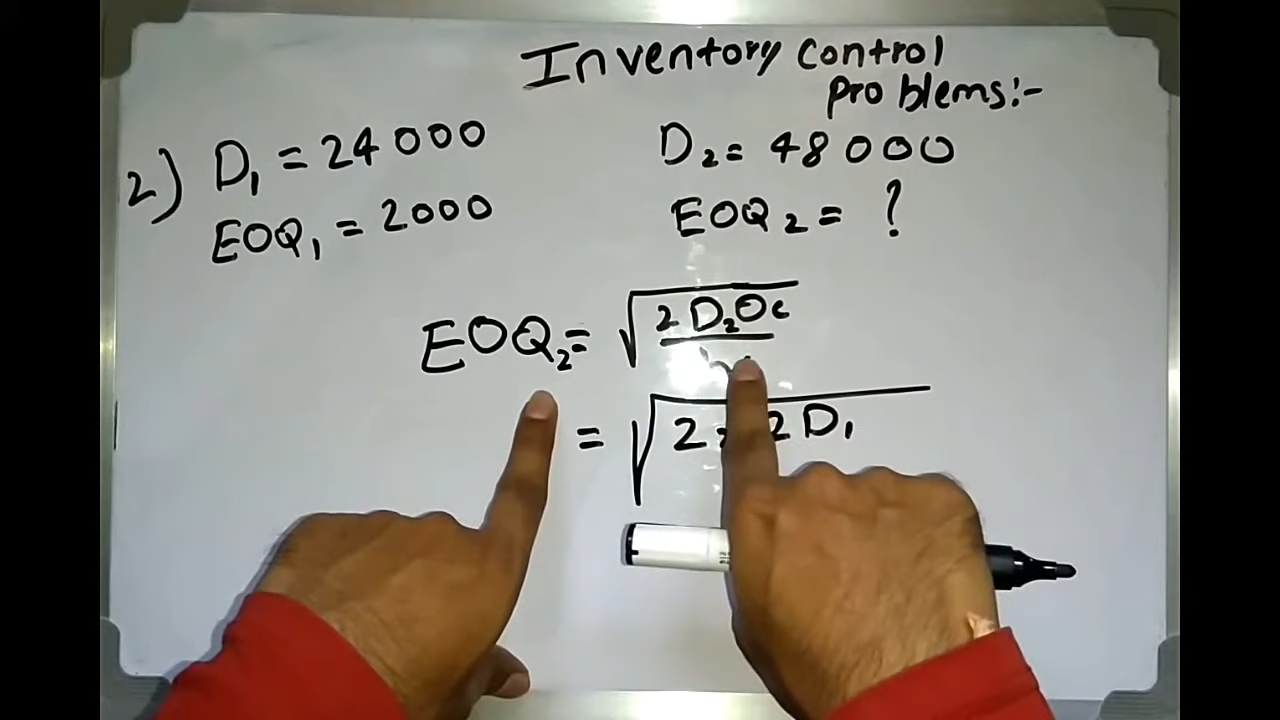 Inventory control
problems:-
2) D₁ = 24000
EOQ₁ = 2000
D₂ = 48000
EOQ₂ = ?
EOQ₂ = √(2D₂Oc /
= √(2 2D₁